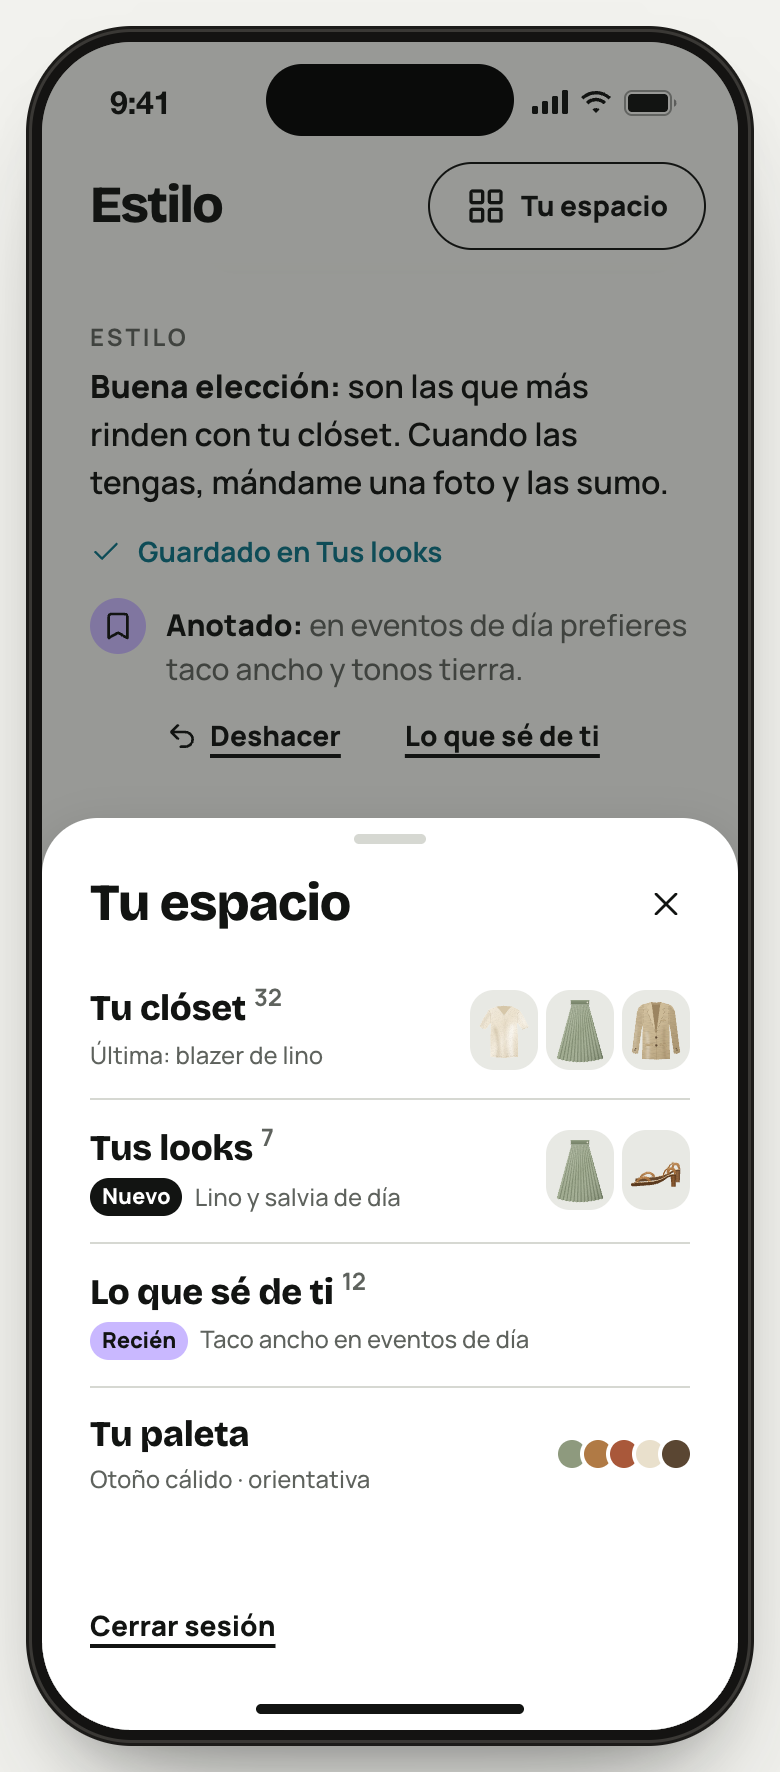 9:41
Estilo
Tu espacio
ESTILO
Buena elección: son las que más
rinden con tu clóset. Cuando las
tengas, mándame una foto y las sumo.
Guardado en Tus looks
Anotado: en eventos de día prefieres
taco ancho y tonos tierra.
Deshacer Lo que sé de ti
Tu espacio
Tu clóset 32
Última: blazer de lino
Tus looks 7
Nuevo Lino y salvia de día
Lo que sé de ti 12
Recién Taco ancho en eventos de día
Tu paleta
Otoño cálido · orientativa
Cerrar sesión